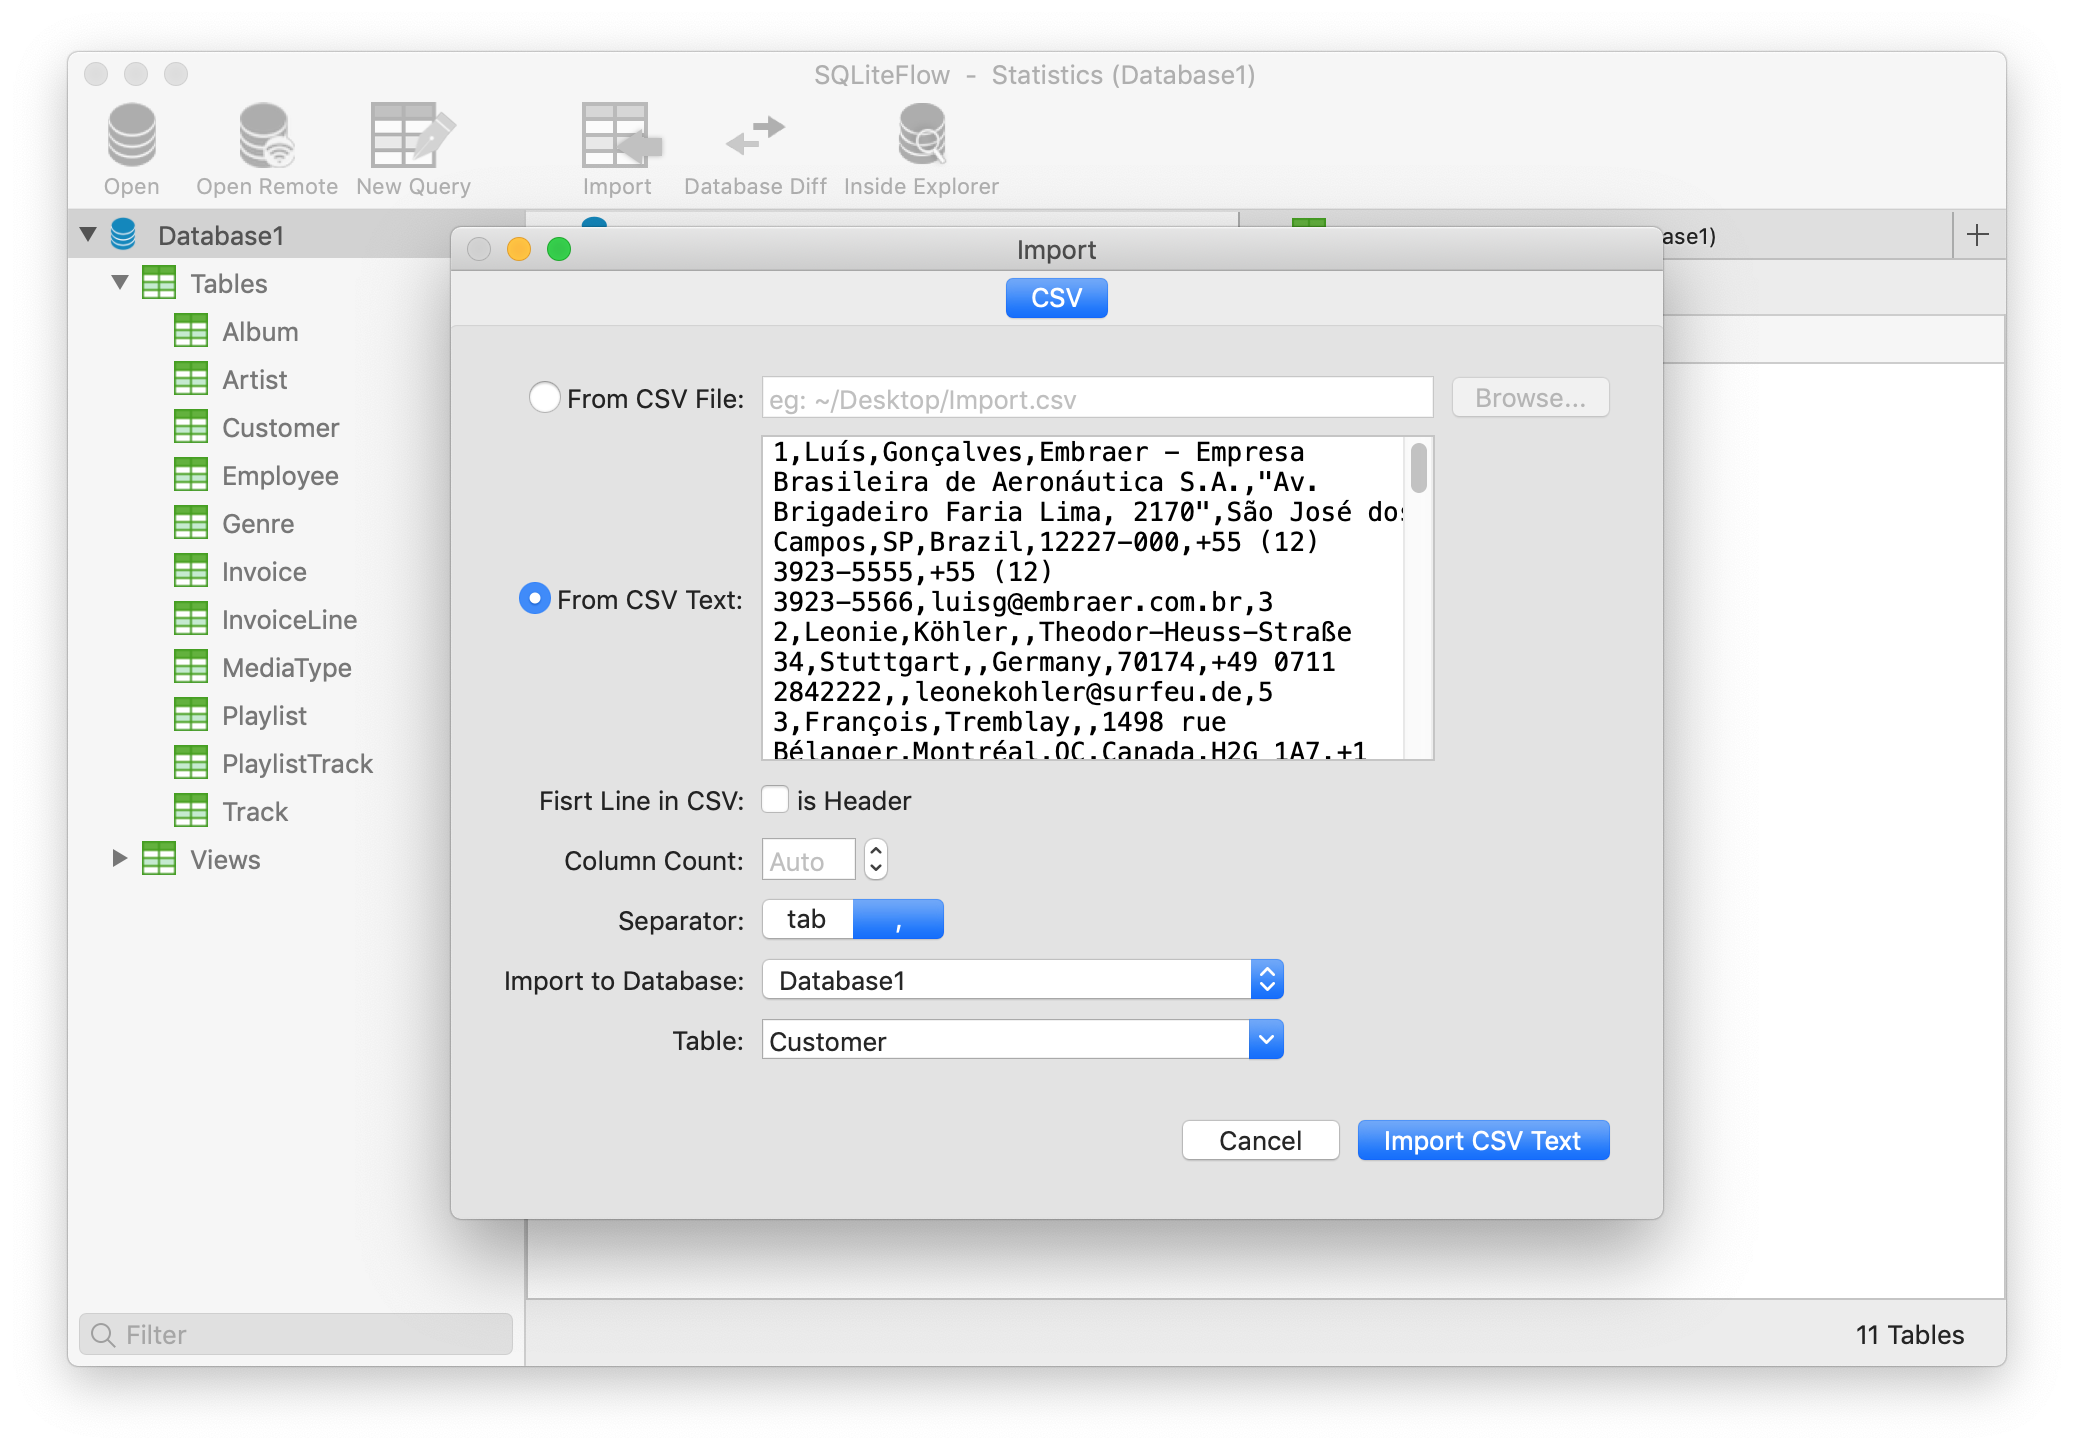 SQLiteFlow - Statistics (Database1)
Open
Open Remote
New Query
Import
Database Diff
Inside Explorer
Database1
Tables
Album
Artist
Customer
Employee
Genre
Invoice
InvoiceLine
MediaType
Playlist
PlaylistTrack
Track
Views
Filter
ase1)
Import
CSV
From CSV File:
eg: ~/Desktop/Import.csv
Browse...
From CSV Text:
1,Luís,Gonçalves,Embraer - Empresa
Brasileira de Aeronáutica S.A.,"Av.
Brigadeiro Faria Lima, 2170",São José dos
Campos,SP,Brazil,12227-000,+55 (12)
3923-5555,+55 (12)
3923-5566,luisg@embraer.com.br,3
2,Leonie,Köhler,,Theodor-Heuss-Straße
34,Stuttgart,,Germany,70174,+49 0711
2842222,,leonekohler@surfeu.de,5
3,François,Tremblay,,1498 rue
Bélanger,Montréal,QC,Canada,H2G 1A7,+1
Fisrt Line in CSV:
is Header
Column Count:
Auto
Separator:
tab
,
Import to Database:
Database1
Table:
Customer
Cancel
Import CSV Text
11 Tables